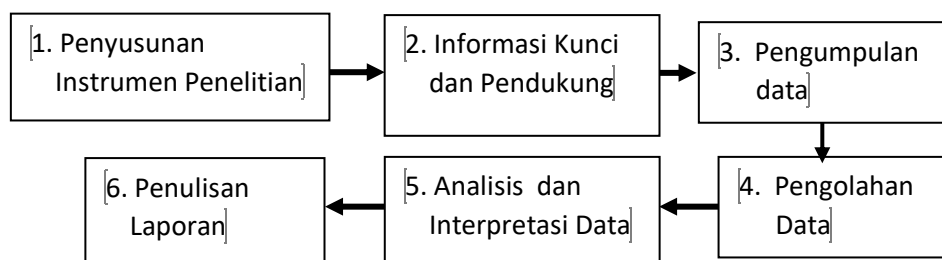 1. Penyusunan
Instrumen Penelitian
2. Informasi Kunci
dan Pendukung
3. Pengumpulan
data
4. Pengolahan
Data
5. Analisis dan
Interpretasi Data
6. Penulisan
Laporan